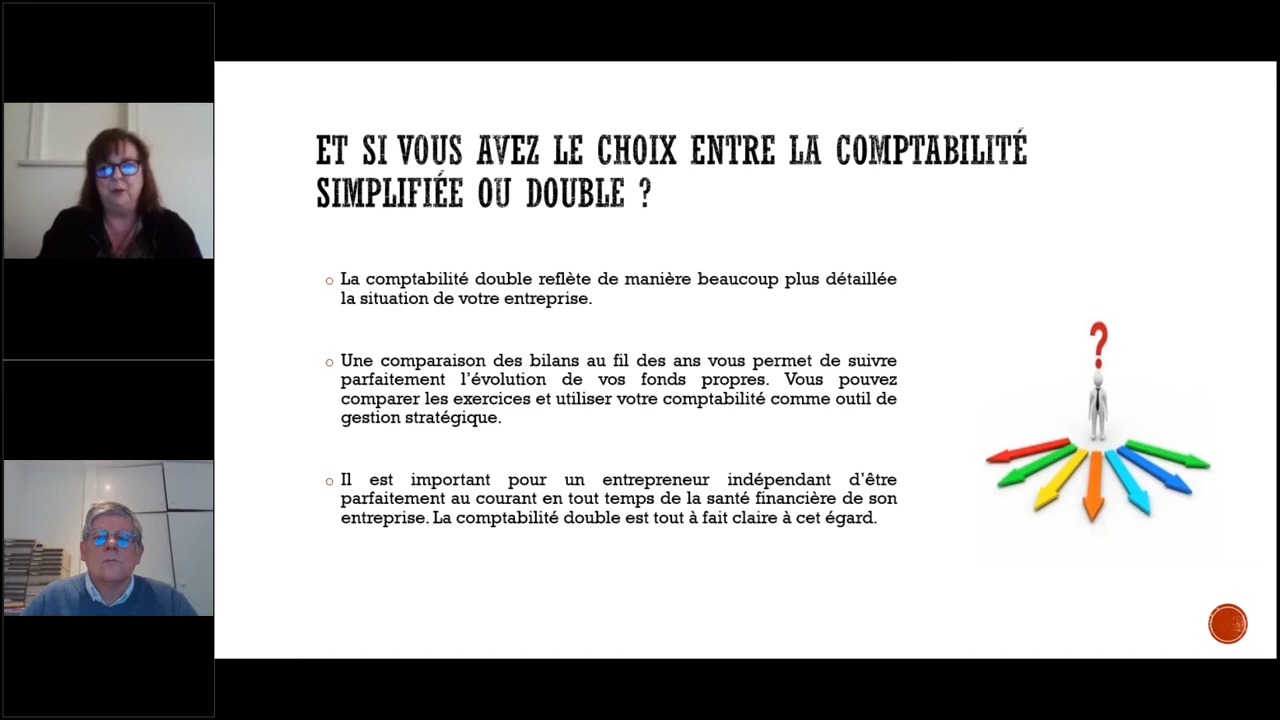 ET SI VOUS AVEZ LE CHOIX ENTRE LA COMPTABILITÉ
SIMPLIFIÉE OU DOUBLE ?
La comptabilité double reflète de manière beaucoup plus détaillée
la situation de votre entreprise.
Une comparaison des bilans au fil des ans vous permet de suivre
parfaitement l’évolution de vos fonds propres. Vous pouvez
comparer les exercices et utiliser votre comptabilité comme outil de
gestion stratégique.
Il est important pour un entrepreneur indépendant d’être
parfaitement au courant en tout temps de la santé financière de son
entreprise. La comptabilité double est tout à fait claire à cet égard.
?